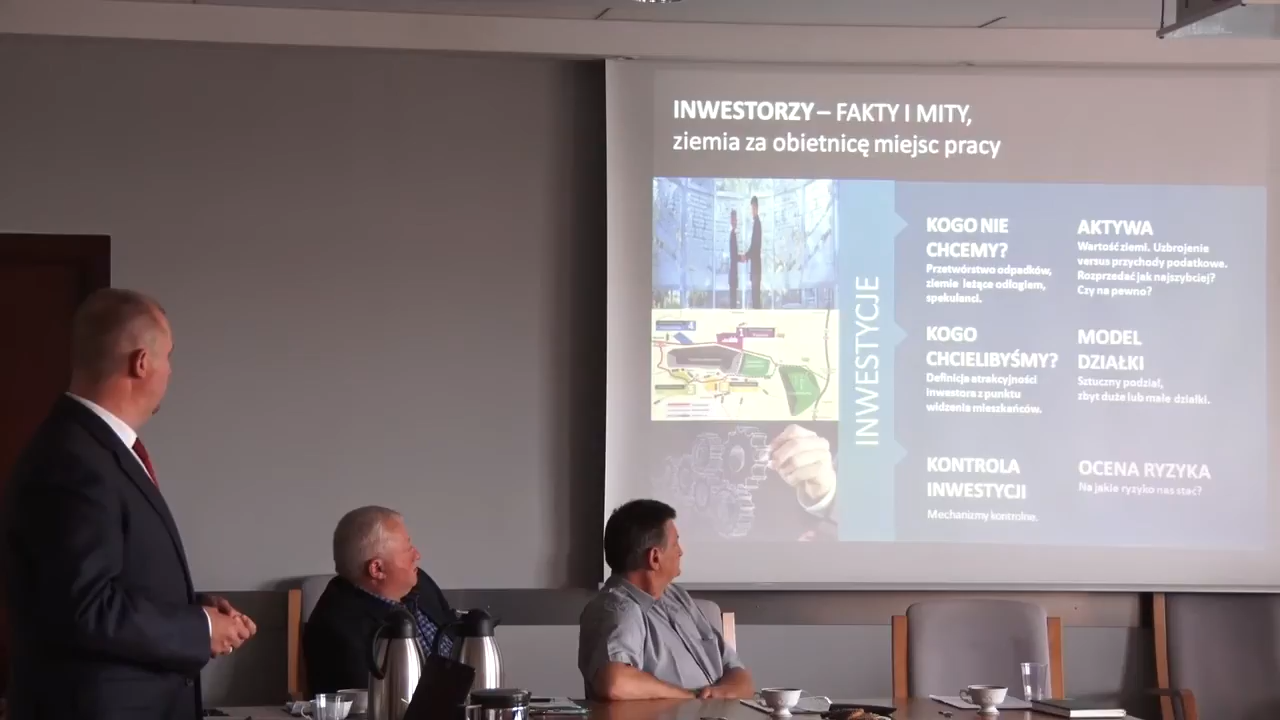 INWESTORZY – FAKTY I MITY,
ziemia za obietnicę miejsc pracy
INWESTYCJE
KOGO NIE
CHCEMY?
Przetwórstwo odpadków,
ziemie leżące odłogiem,
spekulanci.
KOGO
CHCIELIBYŚMY?
Definicja atrakcyjności
inwestora z punktu
widzenia mieszkańców.
KONTROLA
INWESTYCJI
Mechanizmy kontrolne.
AKTYWA
Wartość ziemi. Uzbrojenie
versus przychody podatkowe.
Rozprzedać jak najszybciej?
Czy na pewno?
MODEL
DZIAŁKI
Sztuczny podział,
zbyt duże lub małe działki.
OCENA RYZYKA
Na jakie ryzyko nas stać?